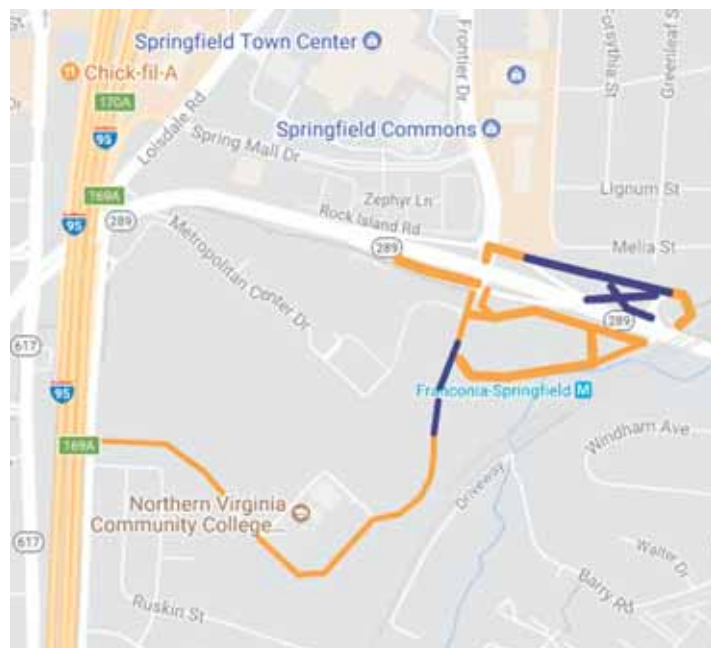 Springfield Town Center
Chick-fil-A
170A
95
Loisdale Rd
Frontier Dr
Forsythia St
Greenleaf S
Springfield Commons
Spring Mall Dr
169A
Zephyr Ln
Lignum St
95
289
Rock Island Rd
289
Melia St
Metropolitan Center Dr
289
617
95
Franconia-Springfield M
169A
Windham Ave
Driveway
Northern Virginia
Community College...
617
Walter Dr
Barry Rd
Ruskin St